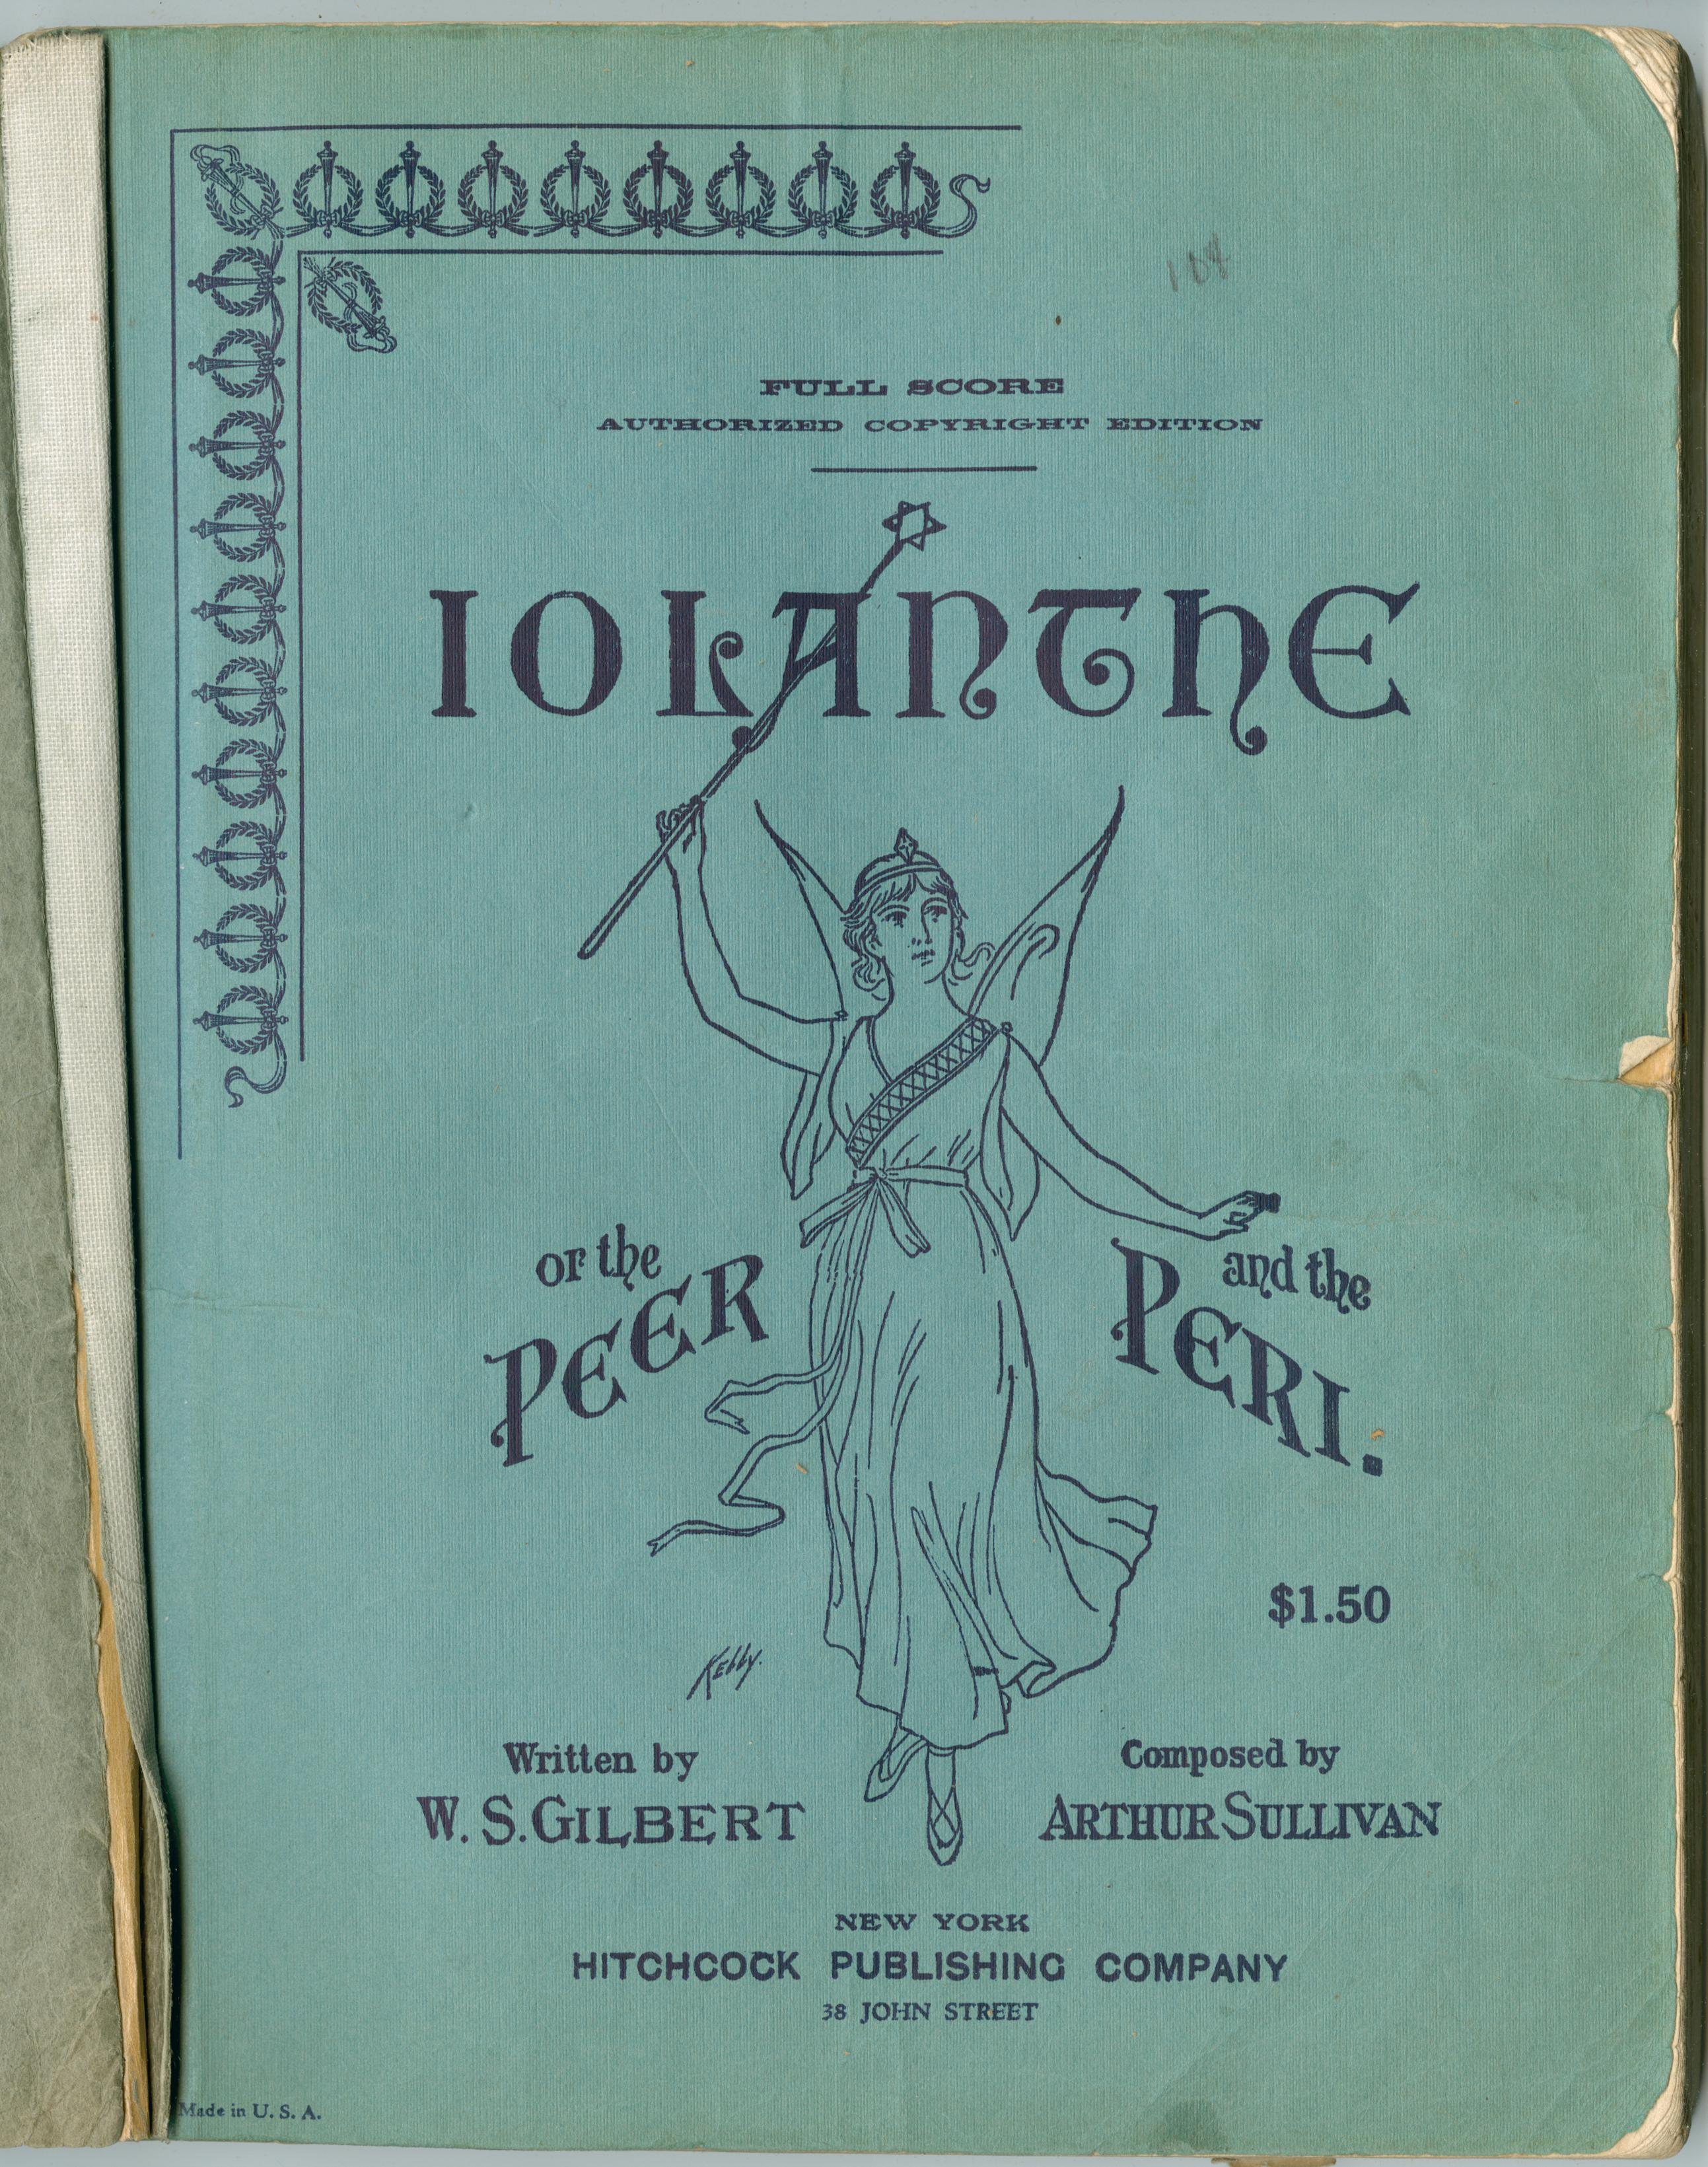 108
FULL SCORE
AUTHORIZED COPYRIGHT EDITION
IOLANTHE
or the
PEER
and the
PERI.
$1.50
Kelly.
Written by
W. S. GILBERT
Composed by
ARTHUR SULLIVAN
NEW YORK
HITCHCOCK PUBLISHING COMPANY
38 JOHN STREET
Made in U. S. A.